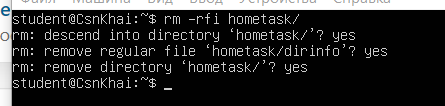 Машина Вид Ввод Устройства Справка
student@CsnKhai:~$ rm -rfi hometask/
rm: descend into directory ‘hometask/’? yes
rm: remove regular file ‘hometask/dirinfo’? yes
rm: remove directory ‘hometask/’? yes
student@CsnKhai:~$ _